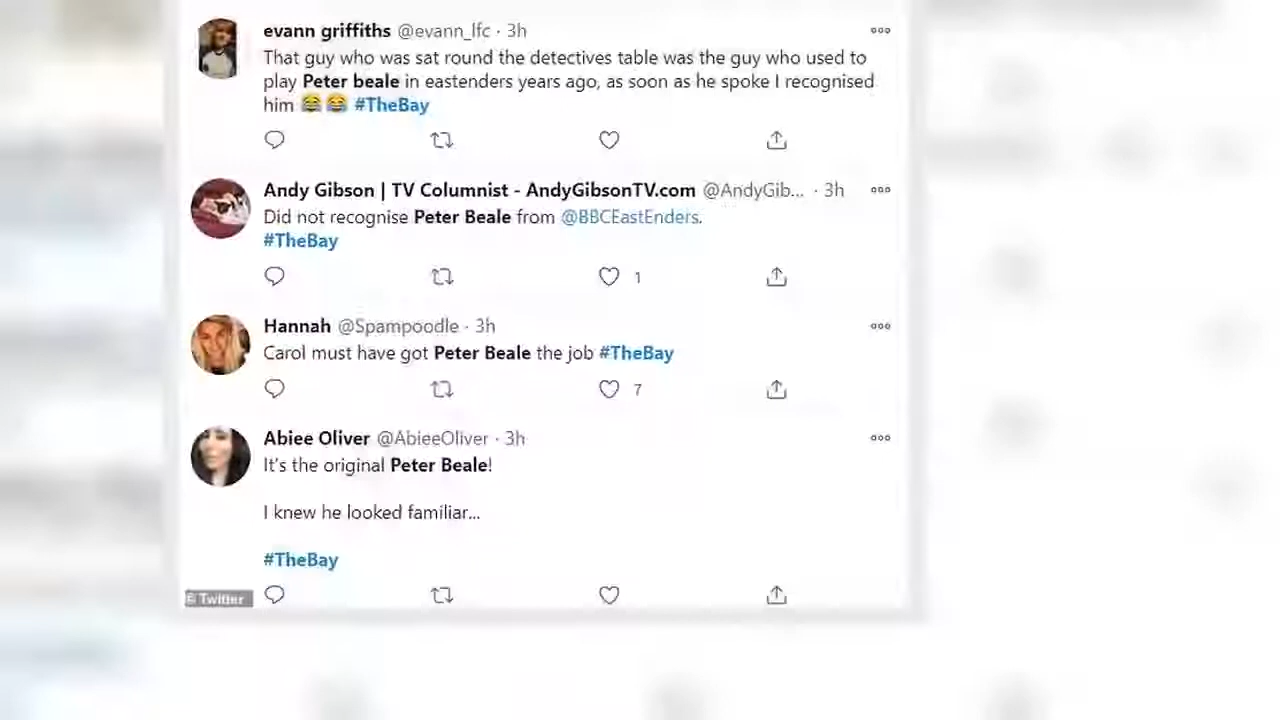 evann griffiths @evann_lfc · 3h
That guy who was sat round the detectives table was the guy who used to
play Peter beale in eastenders years ago, as soon as he spoke I recognised
him 😂 😂 #TheBay
Andy Gibson | TV Columnist - AndyGibsonTV.com @AndyGib... · 3h
Did not recognise Peter Beale from @BBCEastEnders.
#TheBay
1
Hannah @Spampoodle · 3h
Carol must have got Peter Beale the job #TheBay
7
Abiee Oliver @AbieeOliver · 3h
It's the original Peter Beale!
I knew he looked familiar...
#TheBay
© Twitter